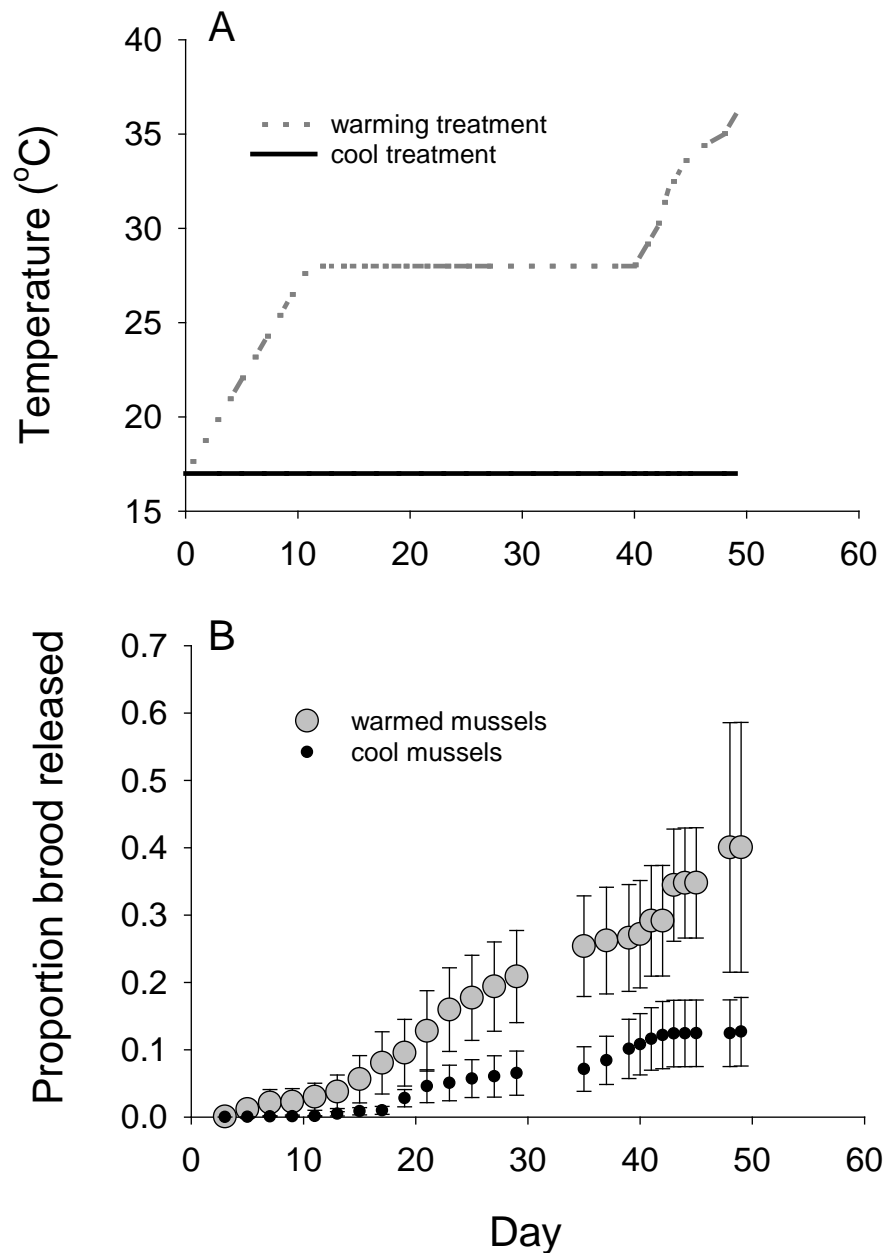 A
40
35
30
25
20
15
Temperature (°C)
warming treatment
cool treatment
0 10 20 30 40 50 60
B
0.7
0.6
0.5
0.4
0.3
0.2
0.1
0.0
Proportion brood released
warmed mussels
cool mussels
0 10 20 30 40 50 60
Day